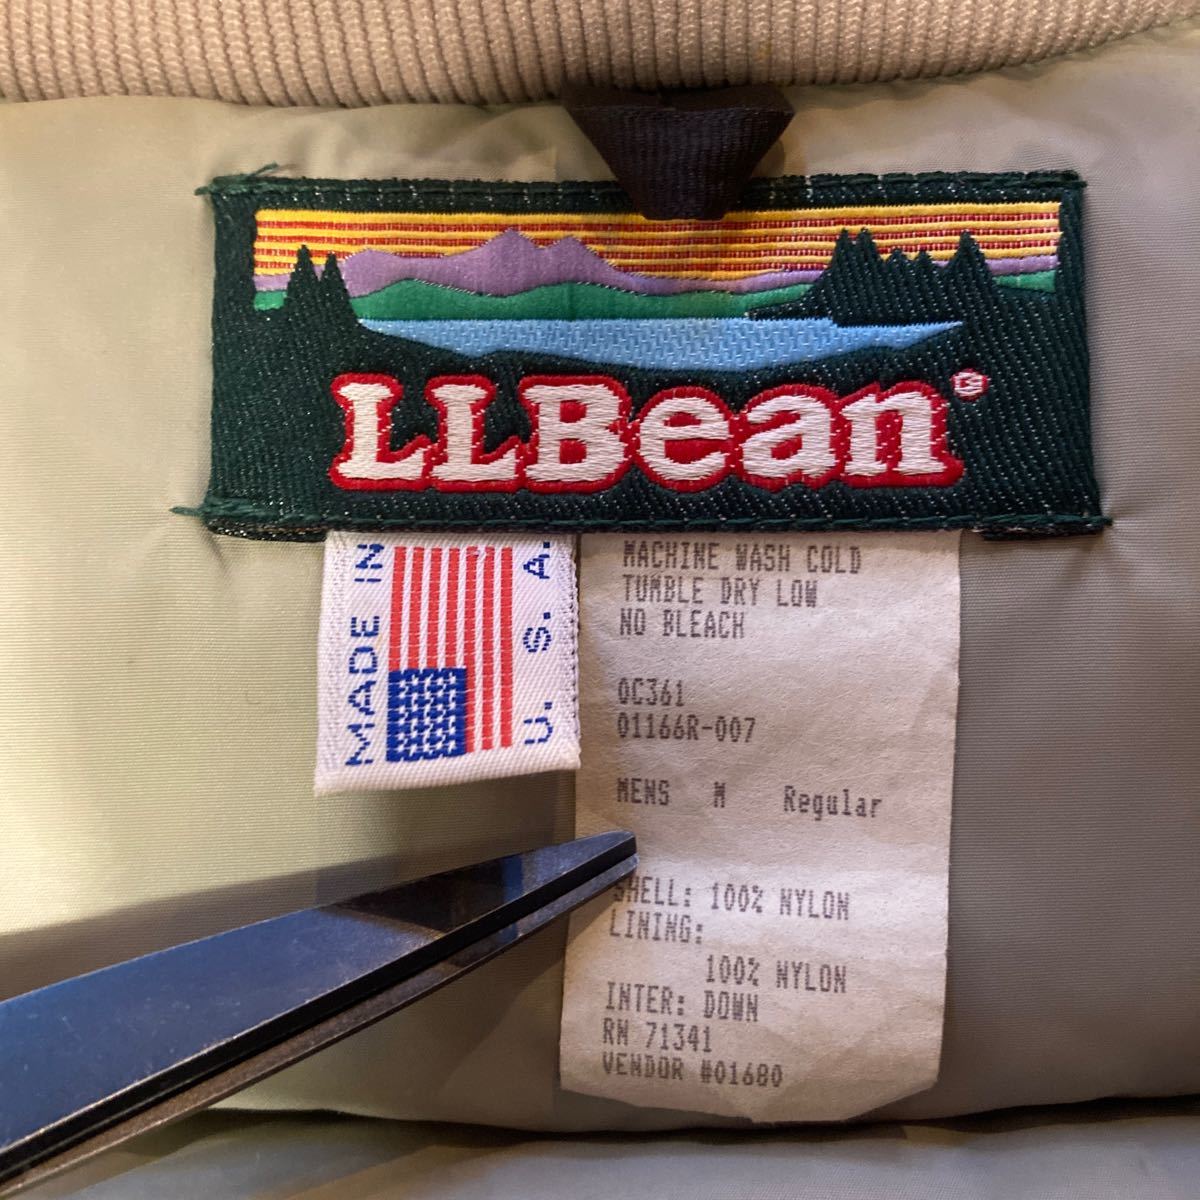 LLBean®
MADE IN
U. S. A.
MACHINE WASH COLD
TUMBLE DRY LOW
NO BLEACH
0C361
01166R-007
MENS M Regular
SHELL: 100% NYLON
LINING:
100% NYLON
INTER: DOWN
RN 71341
VENDOR #01680